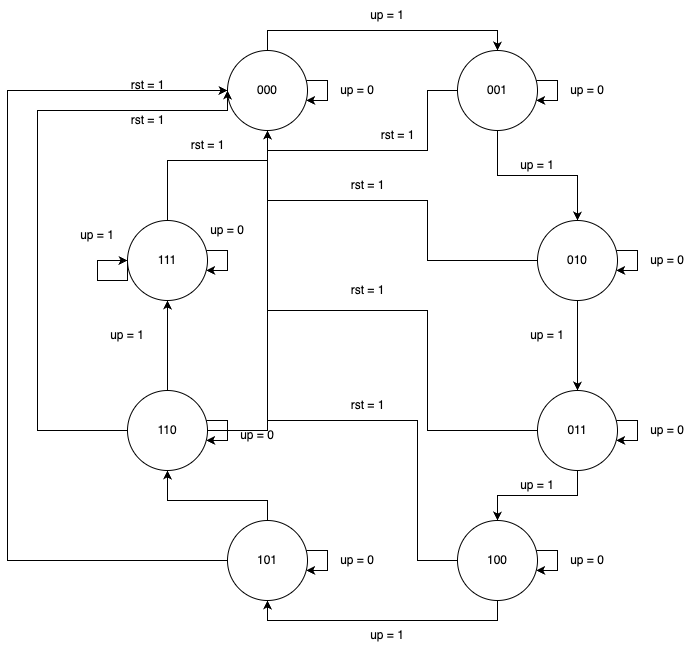 up = 1
000
up = 0
001
up = 0
rst = 1
rst = 1
rst = 1
rst = 1
up = 1
rst = 1
up = 1
up = 0
111
010
up = 0
rst = 1
up = 1
up = 1
rst = 1
110
up = 0
011
up = 0
up = 1
101
up = 0
100
up = 0
up = 1